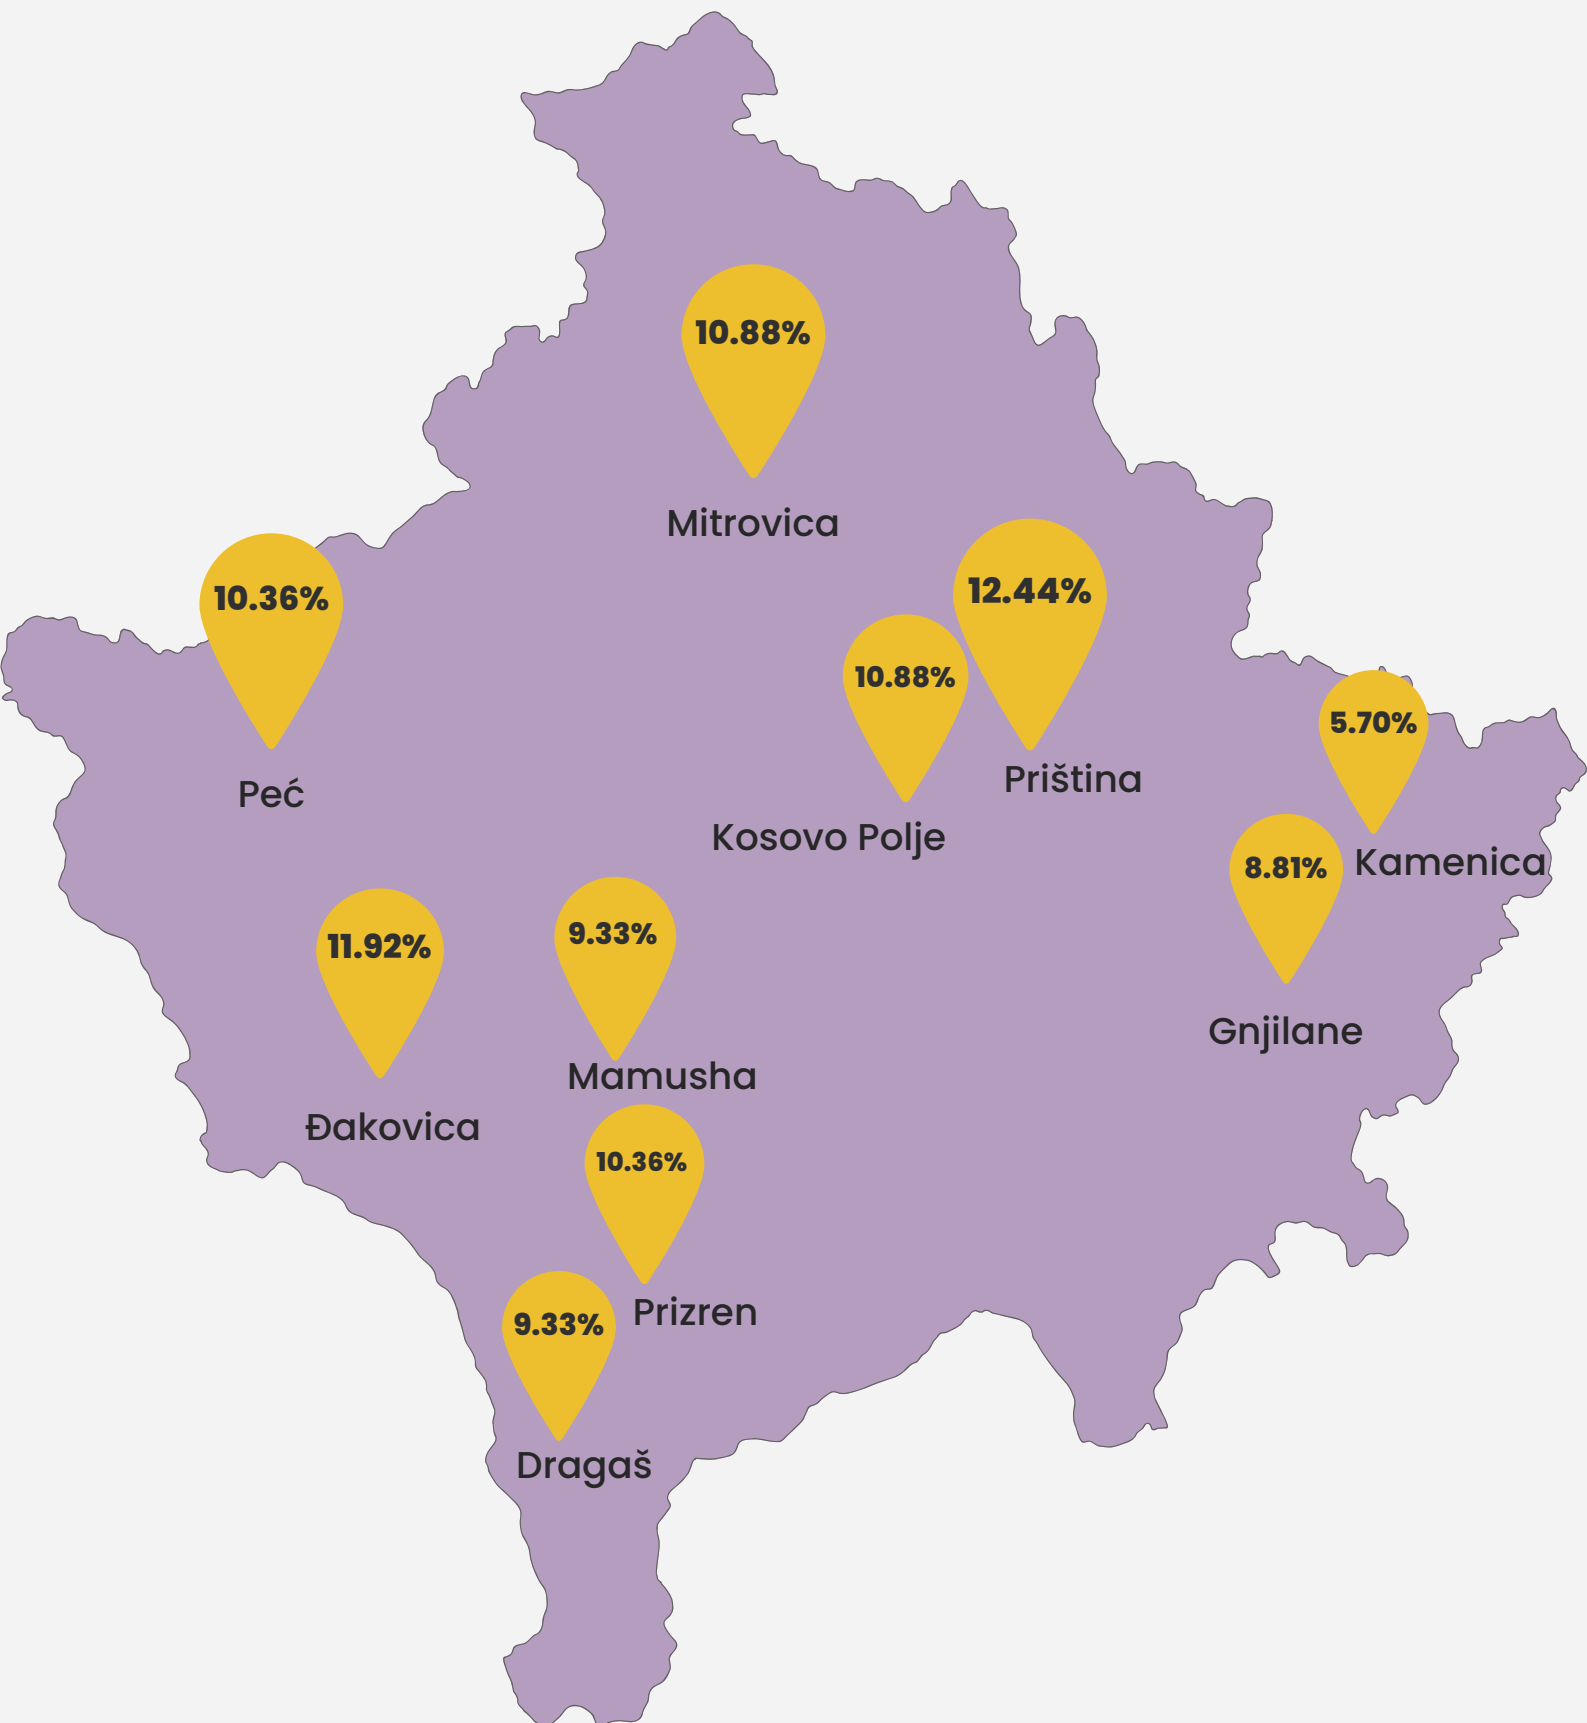 10.88%
Mitrovica
10.36%
Peć
12.44%
Priština
10.88%
Kosovo Polje
5.70%
Kamenica
8.81%
Gnjilane
11.92%
Đakovica
9.33%
Mamusha
10.36%
Prizren
9.33%
Dragaš